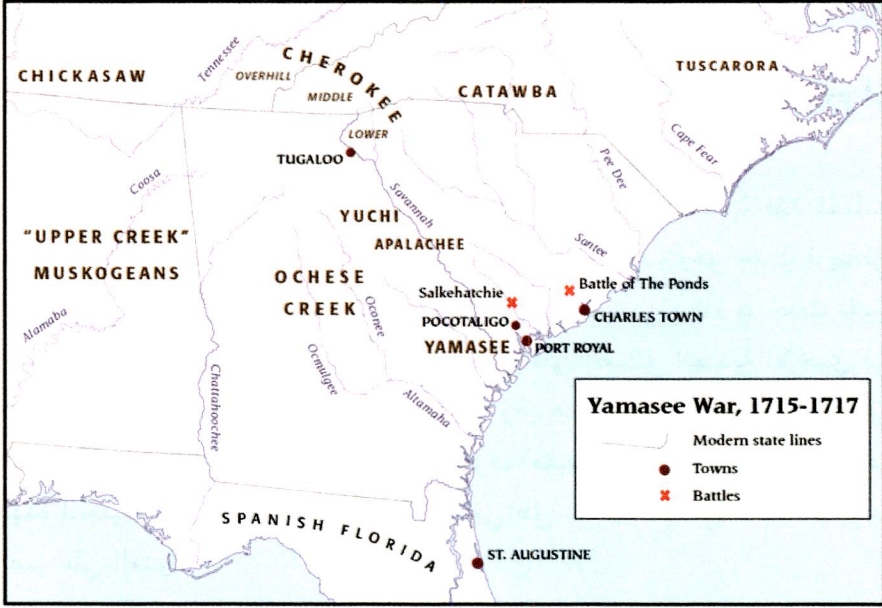 CHICKASAW
Tennessee
CHEROKEE
OVERHILL
MIDDLE
LOWER
CATAWBA
TUSCARORA
TUGALOO
Coosa
Savannah
Pee Dee
Cape Fear
"UPPER CREEK"
MUSKOGEANS
YUCHI
APALACHEE
Santee
OCHESE
CREEK
Salkehatchie
Battle of The Ponds
POCOTALIGO
CHARLES TOWN
YAMASEE
PORT ROYAL
Alamaba
Chattahoochee
Ocmulgee
Oconee
Altamaha
Yamasee War, 1715-1717
Modern state lines
Towns
Battles
SPANISH FLORIDA
ST. AUGUSTINE